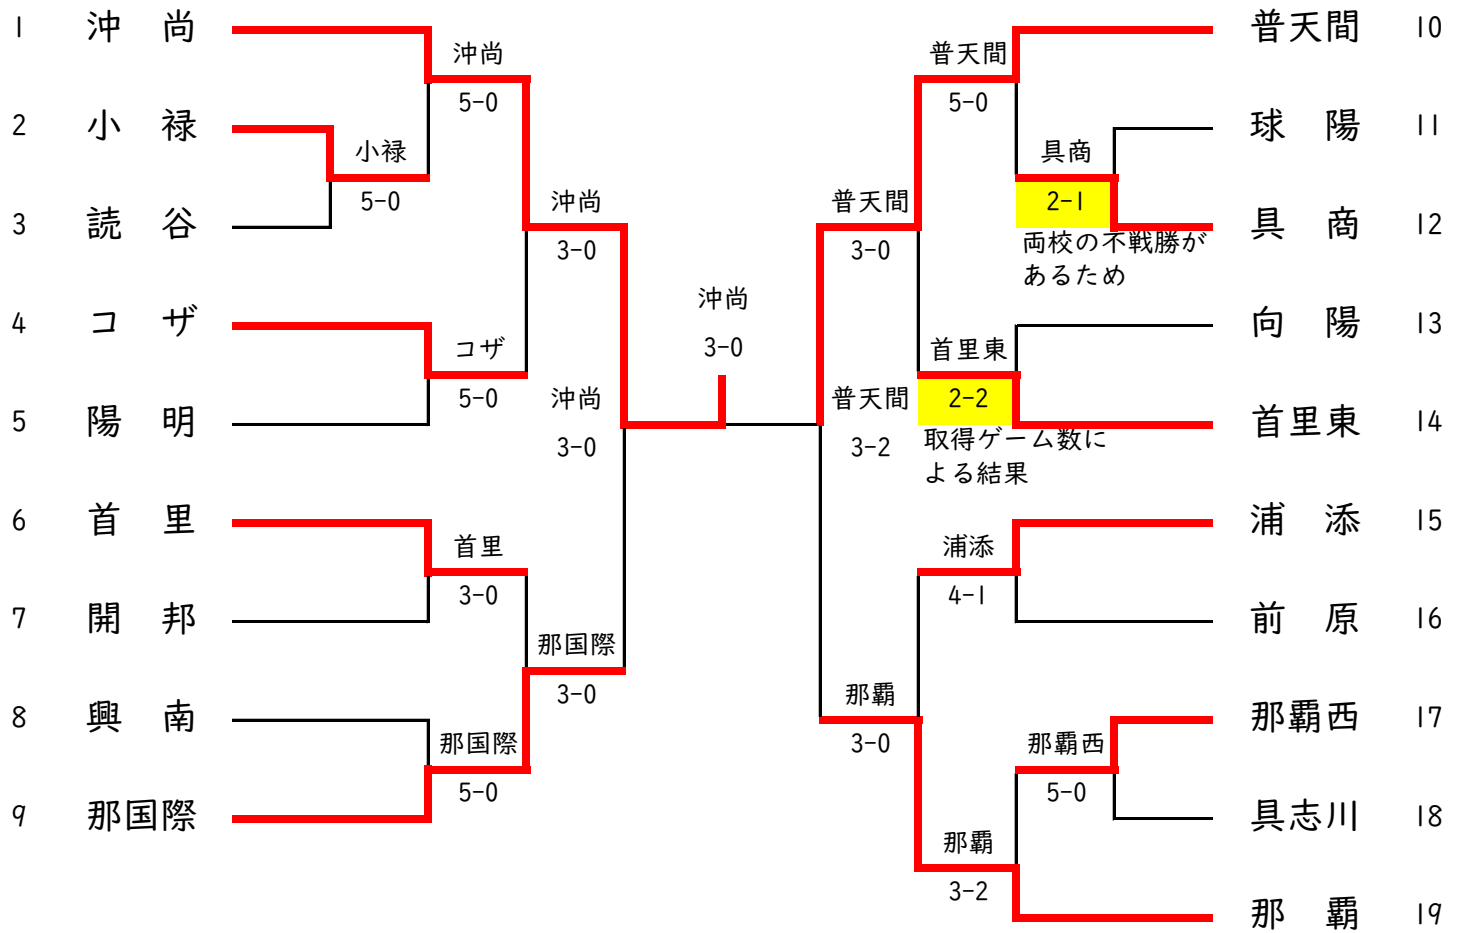 1 沖 尚
沖尚
5-0
2 小 禄
小禄
5-0
3 読 谷
沖尚
3-0
4 コ ザ
コザ
5-0
5 陽 明
沖尚
3-0
6 首 里
首里
3-0
7 開 邦
那国際
3-0
8 興 南
那国際
5-0
9 那国際
沖尚
3-0
普天間 10
普天間
5-0
球 陽 11
具商
2-1
具 商 12
両校の不戦勝が
あるため
普天間
3-0
向 陽 13
首里東
2-2
首里東 14
取得ゲーム数に
よる結果
普天間
3-2
浦 添 15
浦添
4-1
前 原 16
那覇
3-0
那覇西 17
那覇西
5-0
具志川 18
那覇
3-2
那 覇 19